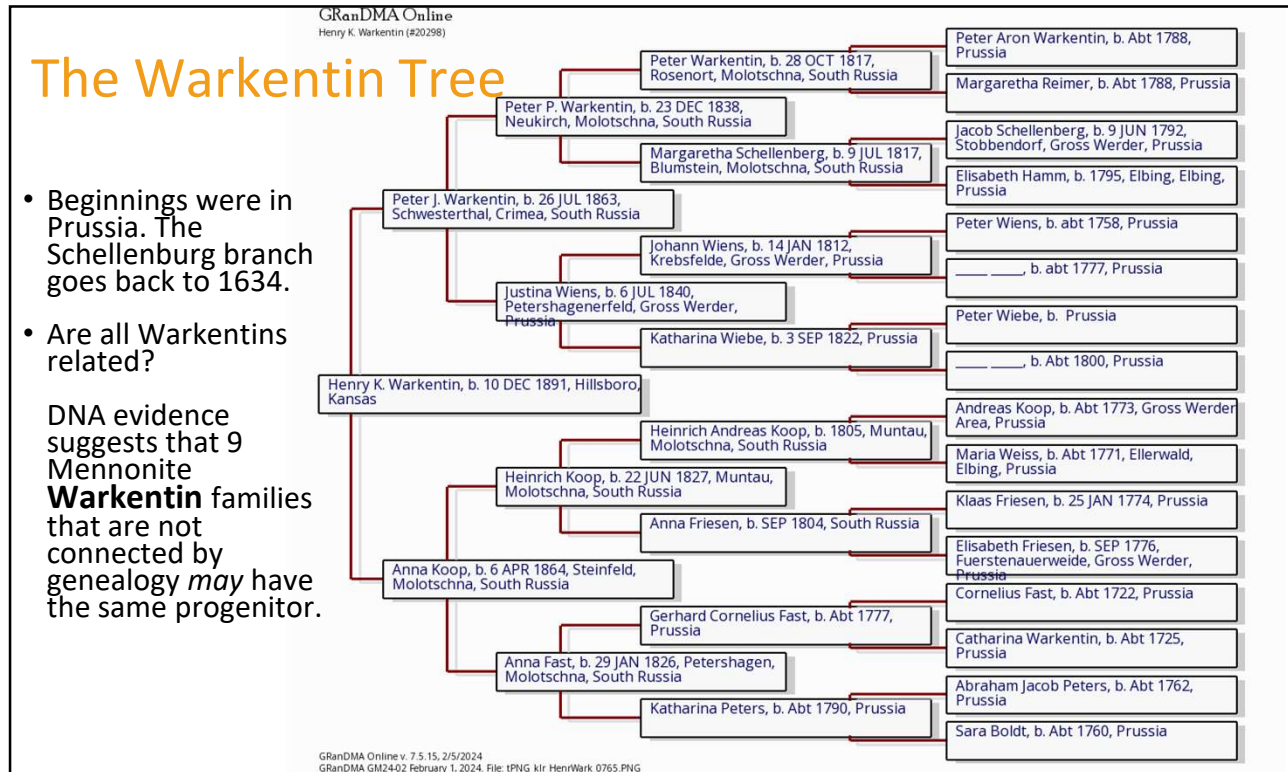 GRanDMA Online
Henry K. Warkentin (#20298)
The Warkentin Tree
• Beginnings were in
Prussia. The
Schellenburg branch
goes back to 1634.
• Are all Warkentins
related?
DNA evidence
suggests that 9
Mennonite
Warkentin families
that are not
connected by
genealogy may have
the same progenitor.
Henry K. Warkentin, b. 10 DEC 1891, Hillsboro,
Kansas
Peter J. Warkentin, b. 26 JUL 1863,
Schwesterthal, Crimea, South Russia
Anna Koop, b. 6 APR 1864, Steinfeld,
Molotschna, South Russia
Peter P. Warkentin, b. 23 DEC 1838,
Neukirch, Molotschna, South Russia
Justina Wiens, b. 6 JUL 1840,
Petershagenerfeld, Gross Werder,
Prussia
Heinrich Koop, b. 22 JUN 1827, Muntau,
Molotschna, South Russia
Anna Fast, b. 29 JAN 1826, Petershagen,
Molotschna, South Russia
Peter Warkentin, b. 28 OCT 1817,
Rosenort, Molotschna, South Russia
Margaretha Schellenberg, b. 9 JUL 1817,
Blumstein, Molotschna, South Russia
Johann Wiens, b. 14 JAN 1812,
Krebsfelde, Gross Werder, Prussia
Katharina Wiebe, b. 3 SEP 1822, Prussia
Heinrich Andreas Koop, b. 1805, Muntau,
Molotschna, South Russia
Anna Friesen, b. SEP 1804, South Russia
Gerhard Cornelius Fast, b. Abt 1777,
Prussia
Katharina Peters, b. Abt 1790, Prussia
Peter Aron Warkentin, b. Abt 1788,
Prussia
Margaretha Reimer, b. Abt 1788, Prussia
Jacob Schellenberg, b. 9 JUN 1792,
Stobbendorf, Gross Werder, Prussia
Elisabeth Hamm, b. 1795, Elbing, Elbing,
Prussia
Peter Wiens, b. abt 1758, Prussia
_____ _____, b. abt 1777, Prussia
Peter Wiebe, b. Prussia
_____ _____, b. Abt 1800, Prussia
Andreas Koop, b. Abt 1773, Gross Werder
Area, Prussia
Maria Weiss, b. Abt 1771, Ellerwald,
Elbing, Prussia
Klaas Friesen, b. 25 JAN 1774, Prussia
Elisabeth Friesen, b. SEP 1776,
Fuerstenauerweide, Gross Werder,
Prussia
Cornelius Fast, b. Abt 1722, Prussia
Catharina Warkentin, b. Abt 1725,
Prussia
Abraham Jacob Peters, b. Abt 1762,
Prussia
Sara Boldt, b. Abt 1760, Prussia
GRanDMA Online v. 7.5.15, 2/5/2024
GRanDMA GM24-02 February 1, 2024, File: tPNG_klr_HenrWark_0765.PNG